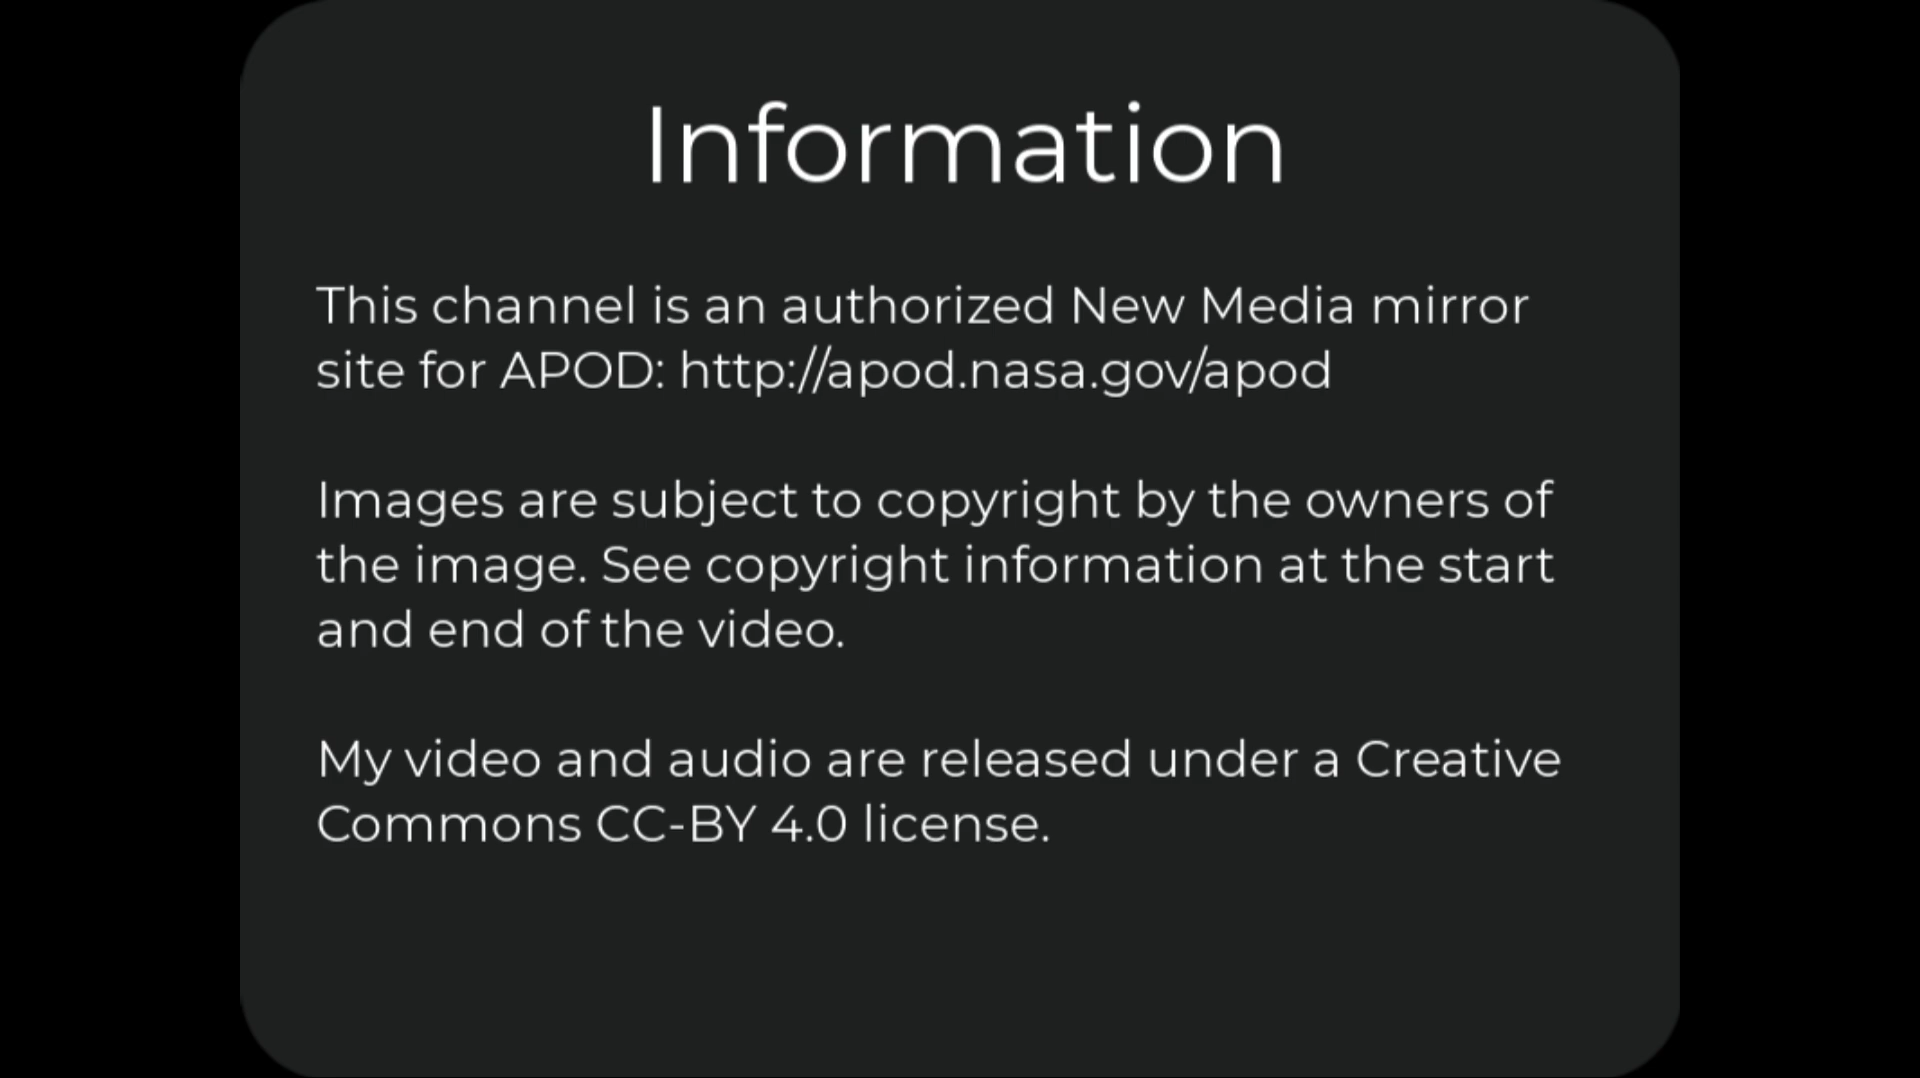 Information
This channel is an authorized New Media mirror
site for APOD: http://apod.nasa.gov/apod
Images are subject to copyright by the owners of
the image. See copyright information at the start
and end of the video.
My video and audio are released under a Creative
Commons CC-BY 4.0 license.